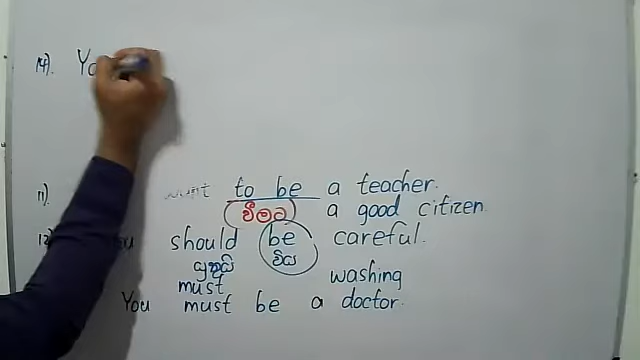 14). Yo
11). want to be a teacher.
වීමට a good citizen.
12). should be careful.
යුතුයි විය
must washing
You must be a doctor.